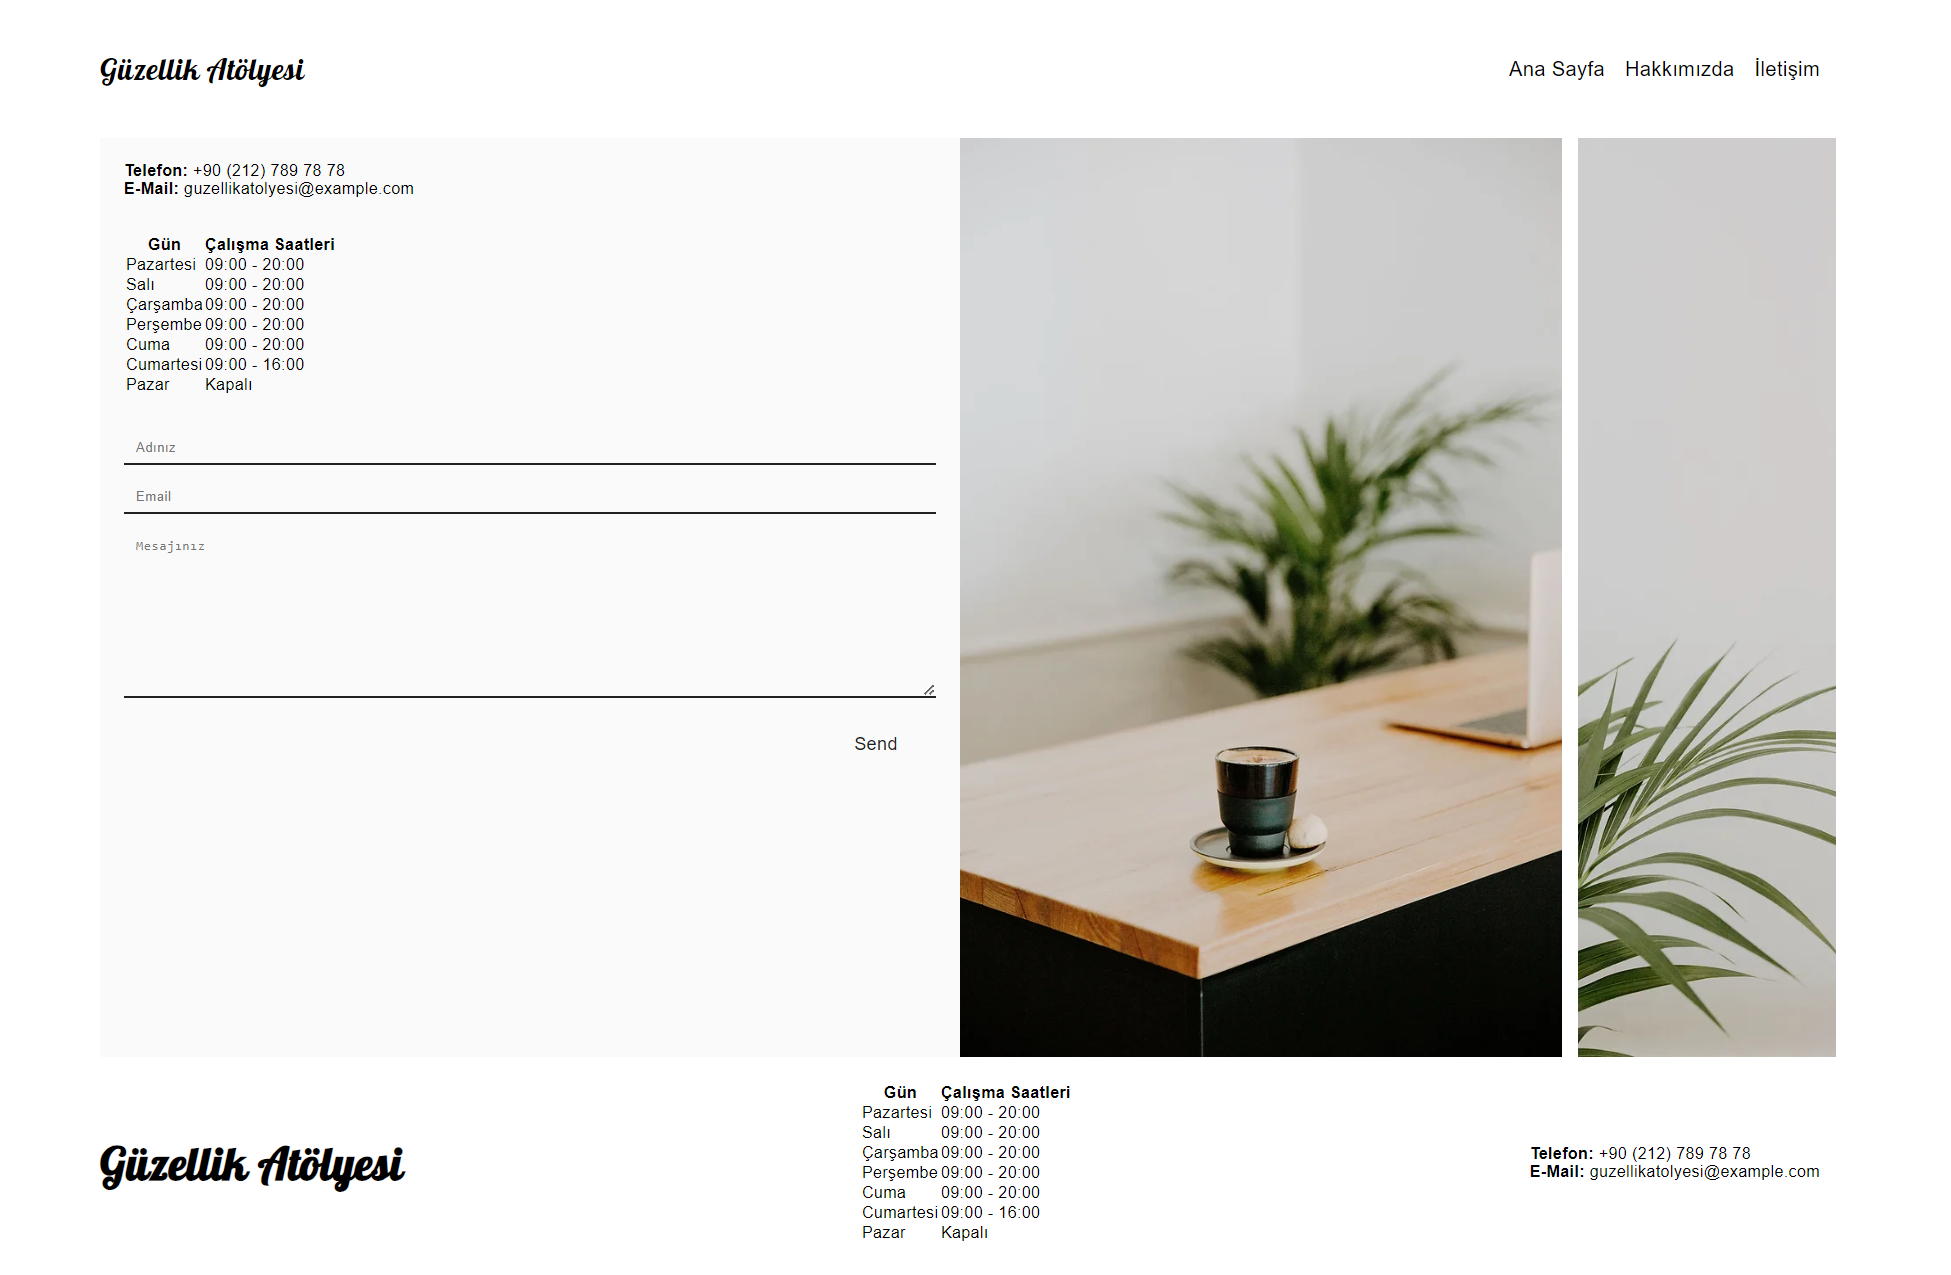 Güzellik Atölyesi
Ana Sayfa Hakkımızda İletişim
Telefon: +90 (212) 789 78 78
E-Mail: guzellikatolyesi@example.com
Gün Çalışma Saatleri
Pazartesi 09:00 - 20:00
Salı 09:00 - 20:00
Çarşamba 09:00 - 20:00
Perşembe 09:00 - 20:00
Cuma 09:00 - 20:00
Cumartesi 09:00 - 16:00
Pazar Kapalı
Adınız
Email
Mesajınız
Send
Güzellik Atölyesi
Gün Çalışma Saatleri
Pazartesi 09:00 - 20:00
Salı 09:00 - 20:00
Çarşamba 09:00 - 20:00
Perşembe 09:00 - 20:00
Cuma 09:00 - 20:00
Cumartesi 09:00 - 16:00
Pazar Kapalı
Telefon: +90 (212) 789 78 78
E-Mail: guzellikatolyesi@example.com